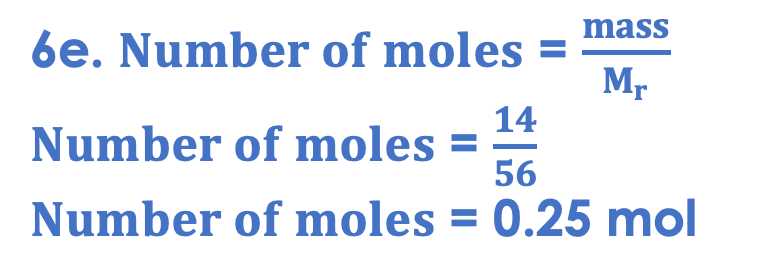 6e. Number of moles = mass/Mᵣ
Number of moles = 14/56
Number of moles = 0.25 mol